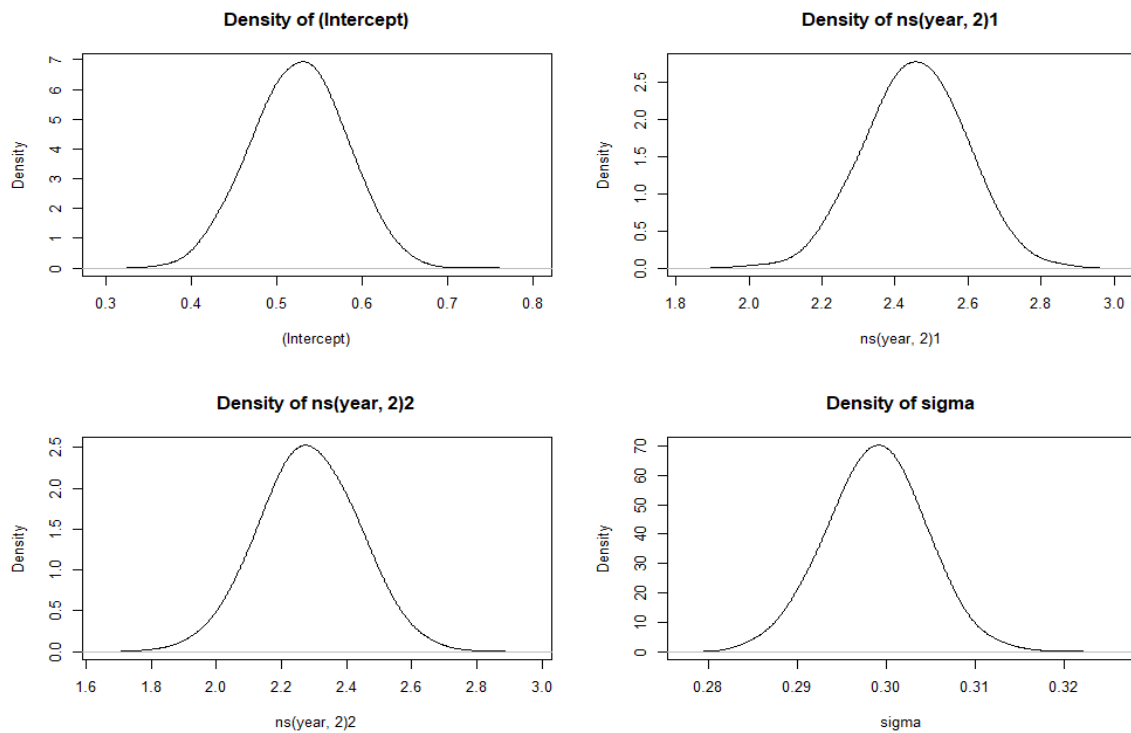 Density of (Intercept)
Density
0 1 2 3 4 5 6 7
0.3 0.4 0.5 0.6 0.7 0.8
(Intercept)
Density of ns(year, 2)1
Density
0.0 0.5 1.0 1.5 2.0 2.5
1.8 2.0 2.2 2.4 2.6 2.8 3.0
ns(year, 2)1
Density of ns(year, 2)2
Density
0.0 0.5 1.0 1.5 2.0 2.5
1.6 1.8 2.0 2.2 2.4 2.6 2.8 3.0
ns(year, 2)2
Density of sigma
Density
0 10 20 30 40 50 60 70
0.28 0.29 0.30 0.31 0.32
sigma